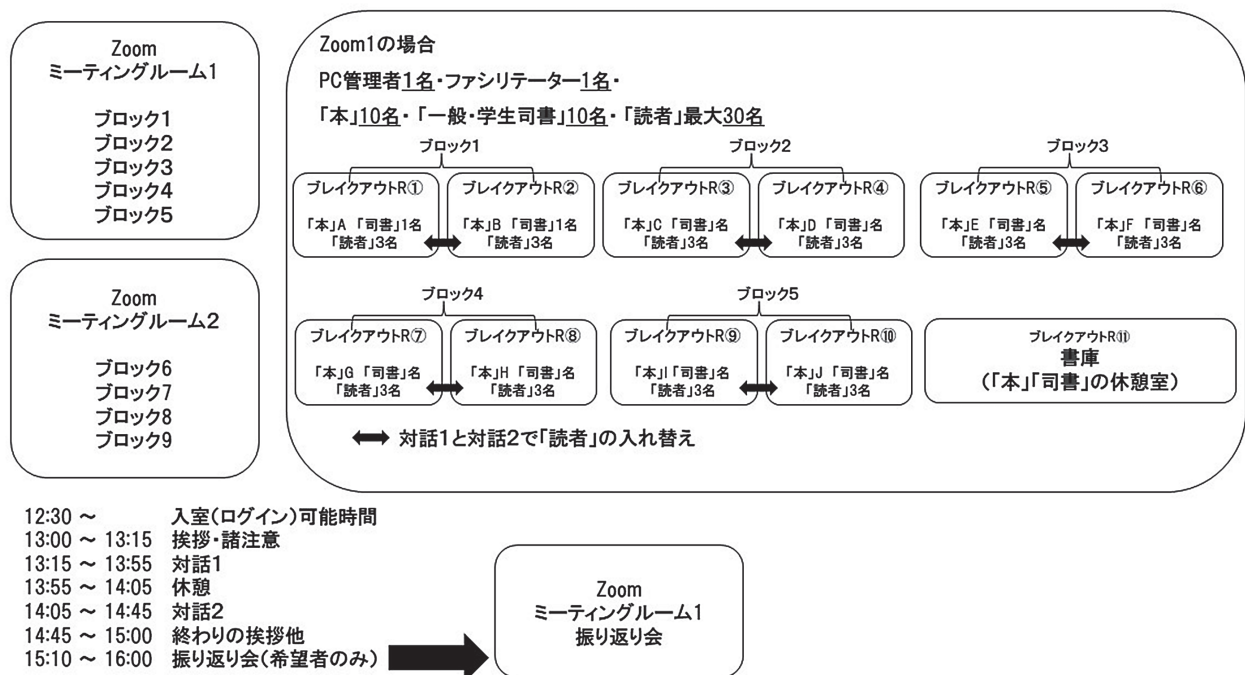 Zoom
ミーティングルーム1
ブロック1
ブロック2
ブロック3
ブロック4
ブロック5
Zoom
ミーティングルーム2
ブロック6
ブロック7
ブロック8
ブロック9
Zoom1の場合
PC管理者1名・ファシリテーター1名・
「本」10名・「一般・学生司書」10名・「読者」最大30名
ブロック1
ブレイクアウトR①
「本」A 「司書」1名
「読者」3名
ブレイクアウトR②
「本」B 「司書」1名
「読者」3名
ブロック2
ブレイクアウトR③
「本」C 「司書」名
「読者」3名
ブレイクアウトR④
「本」D 「司書」名
「読者」3名
ブロック3
ブレイクアウトR⑤
「本」E 「司書」名
「読者」3名
ブレイクアウトR⑥
「本」F 「司書」名
「読者」3名
ブロック4
ブレイクアウトR⑦
「本」G 「司書」名
「読者」3名
ブレイクアウトR⑧
「本」H 「司書」名
「読者」3名
ブロック5
ブレイクアウトR⑨
「本」I 「司書」名
「読者」3名
ブレイクアウトR⑩
「本」J 「司書」名
「読者」3名
ブレイクアウトR⑪
書庫
(「本」「司書」の休憩室)
対話1と対話2で「読者」の入れ替え
12:30 ～ 入室(ログイン)可能時間
13:00 ～ 13:15 挨拶・諸注意
13:15 ～ 13:55 対話1
13:55 ～ 14:05 休憩
14:05 ～ 14:45 対話2
14:45 ～ 15:00 終わりの挨拶他
15:10 ～ 16:00 振り返り会(希望者のみ)
Zoom
ミーティングルーム1
振り返り会